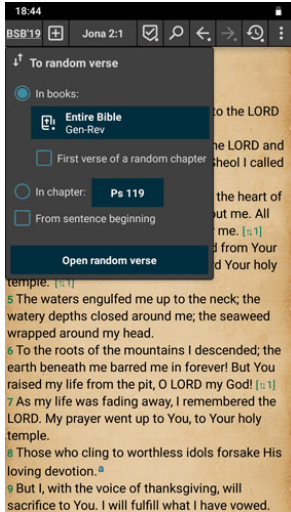 18:44
BSB'19 Jona 2:1
To random verse
In books:
Entire Bible
Gen-Rev
First verse of a random chapter
In chapter: Ps 119
From sentence beginning
Open random verse
to the LORD
he LORD and
Sheol I called
the heart of
out me. All
me. [⇅1]
d from Your
rd Your holy
temple. [⇅1]
5 The waters engulfed me up to the neck; the
watery depths closed around me; the seaweed
wrapped around my head.
6 To the roots of the mountains I descended; the
earth beneath me barred me in forever! But You
raised my life from the pit, O LORD my God! [⇅1]
7 As my life was fading away, I remembered the
LORD. My prayer went up to You, to Your holy
temple.
8 Those who cling to worthless idols forsake His
loving devotion. a
9 But I, with the voice of thanksgiving, will
sacrifice to You. I will fulfill what I have vowed.